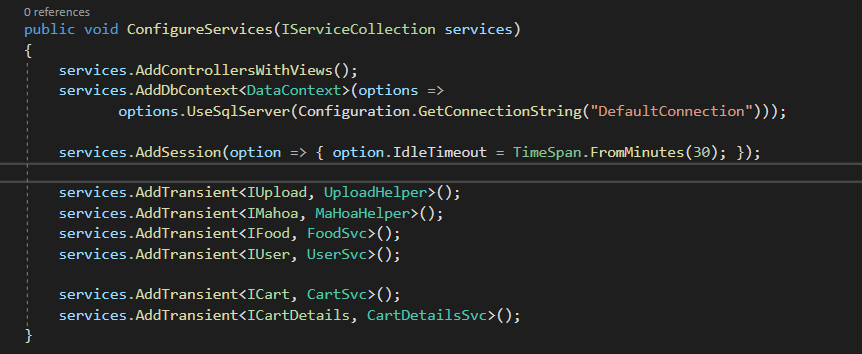 0 references
public void ConfigureServices(IServiceCollection services)
{
services.AddControllersWithViews();
services.AddDbContext<DataContext>(options =>
options.UseSqlServer(Configuration.GetConnectionString("DefaultConnection")));
services.AddSession(option => { option.IdleTimeout = TimeSpan.FromMinutes(30); });
services.AddTransient<IUpload, UploadHelper>();
services.AddTransient<IMahoa, MaHoaHelper>();
services.AddTransient<IFood, FoodSvc>();
services.AddTransient<IUser, UserSvc>();
services.AddTransient<ICart, CartSvc>();
services.AddTransient<ICartDetails, CartDetailsSvc>();
}